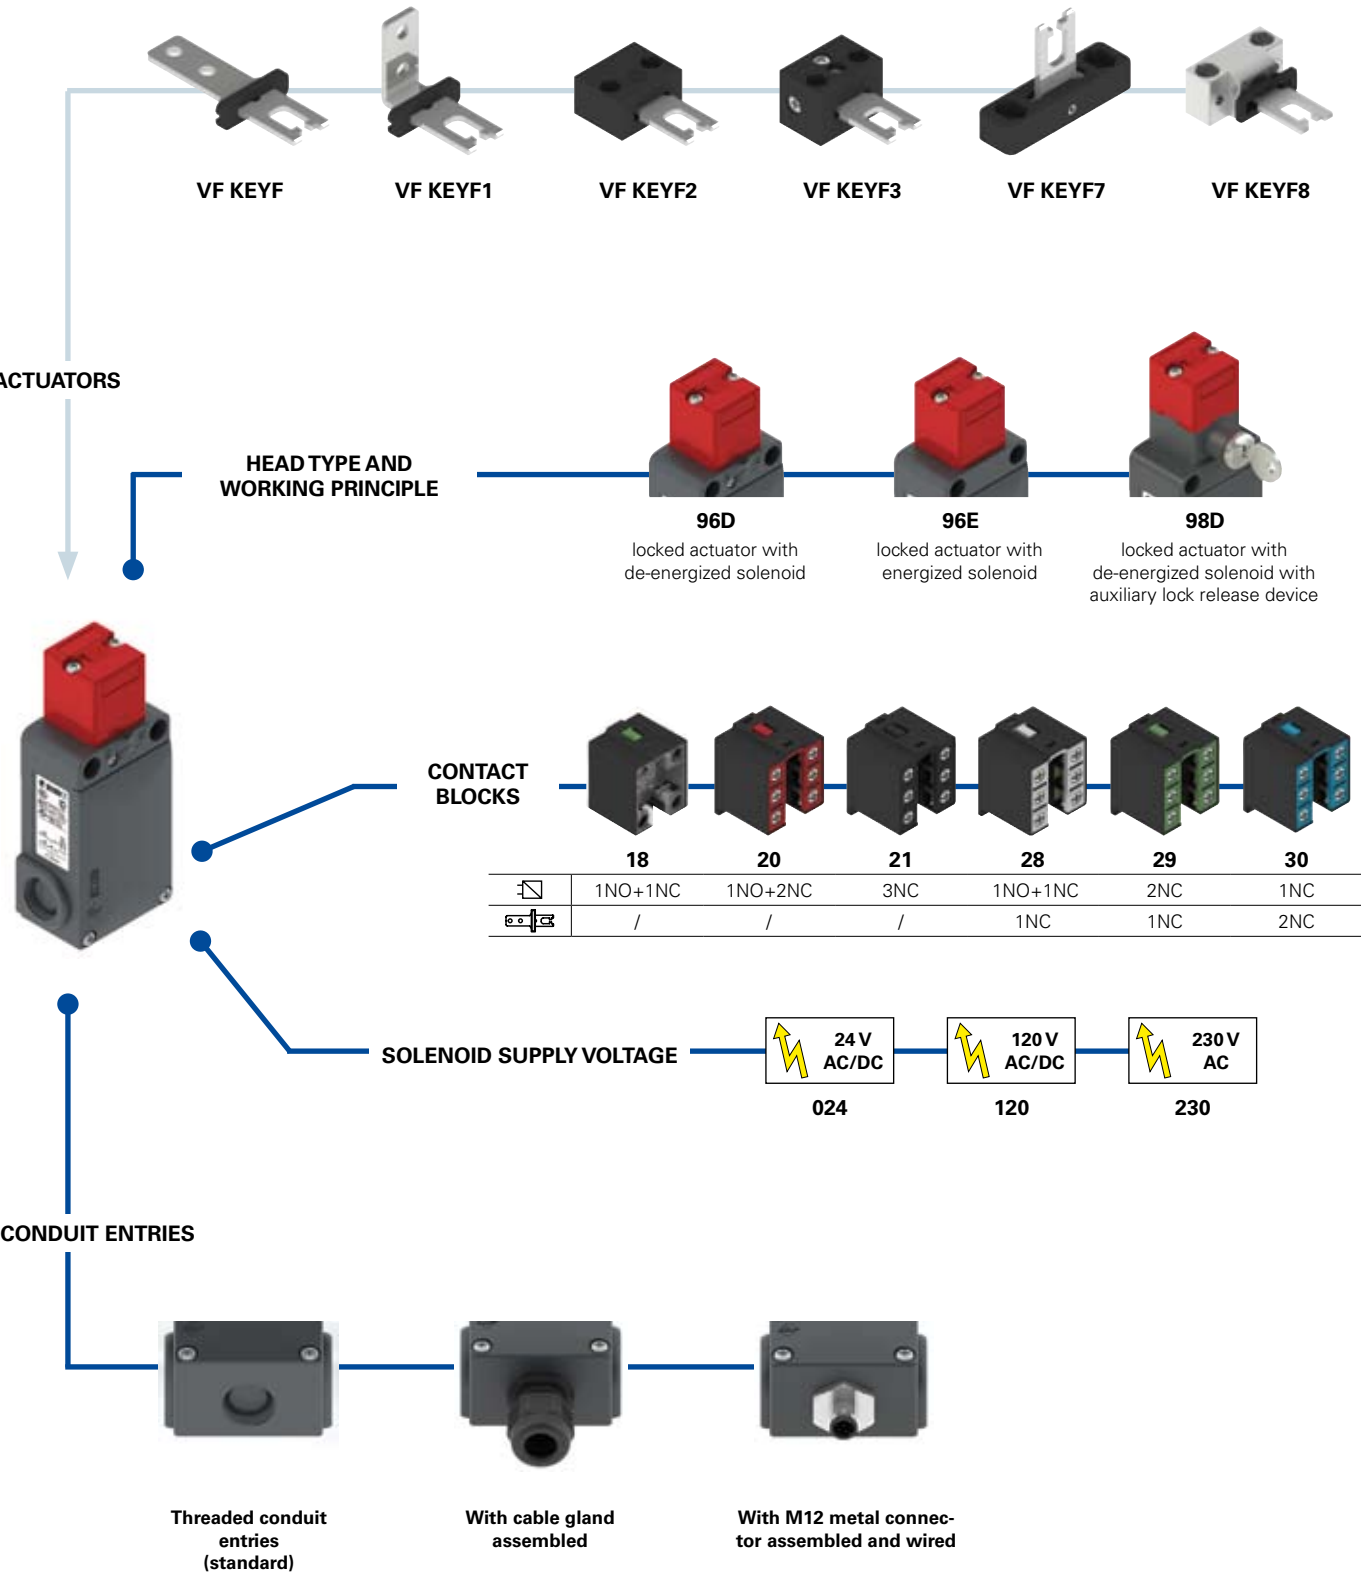 VF KEYF
VF KEYF1
VF KEYF2
VF KEYF3
VF KEYF7
VF KEYF8
ACTUATORS
HEAD TYPE AND
WORKING PRINCIPLE
96D
locked actuator with
de-energized solenoid
96E
locked actuator with
energized solenoid
98D
locked actuator with
de-energized solenoid with
auxiliary lock release device
CONTACT
BLOCKS
18 20 21 28 29 30
1NO+1NC 1NO+2NC 3NC 1NO+1NC 2NC 1NC
/ / / 1NC 1NC 2NC
SOLENOID SUPPLY VOLTAGE
24 V
AC/DC
120 V
AC/DC
230 V
AC
024
120
230
CONDUIT ENTRIES
Threaded conduit
entries
(standard)
With cable gland
assembled
With M12 metal connec-
tor assembled and wired